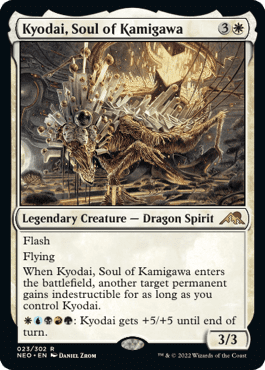 Kyodai, Soul of Kamigawa 3
Legendary Creature — Dragon Spirit
Flash
Flying
When Kyodai, Soul of Kamigawa enters
the battlefield, another target permanent
gains indestructible for as long as you
control Kyodai.
: Kyodai gets +5/+5 until end of
turn.
3/3
023/302 R
NEO • EN Daniel Zrom
™ & © 2022 Wizards of the Coast